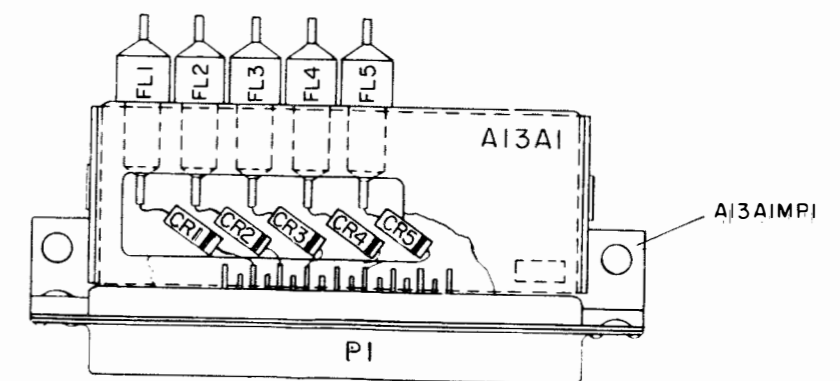 FL1
FL2
FL3
FL4
FL5
A13A1
CR1
CR2
CR3
CR4
CR5
A13A1MP1
P1